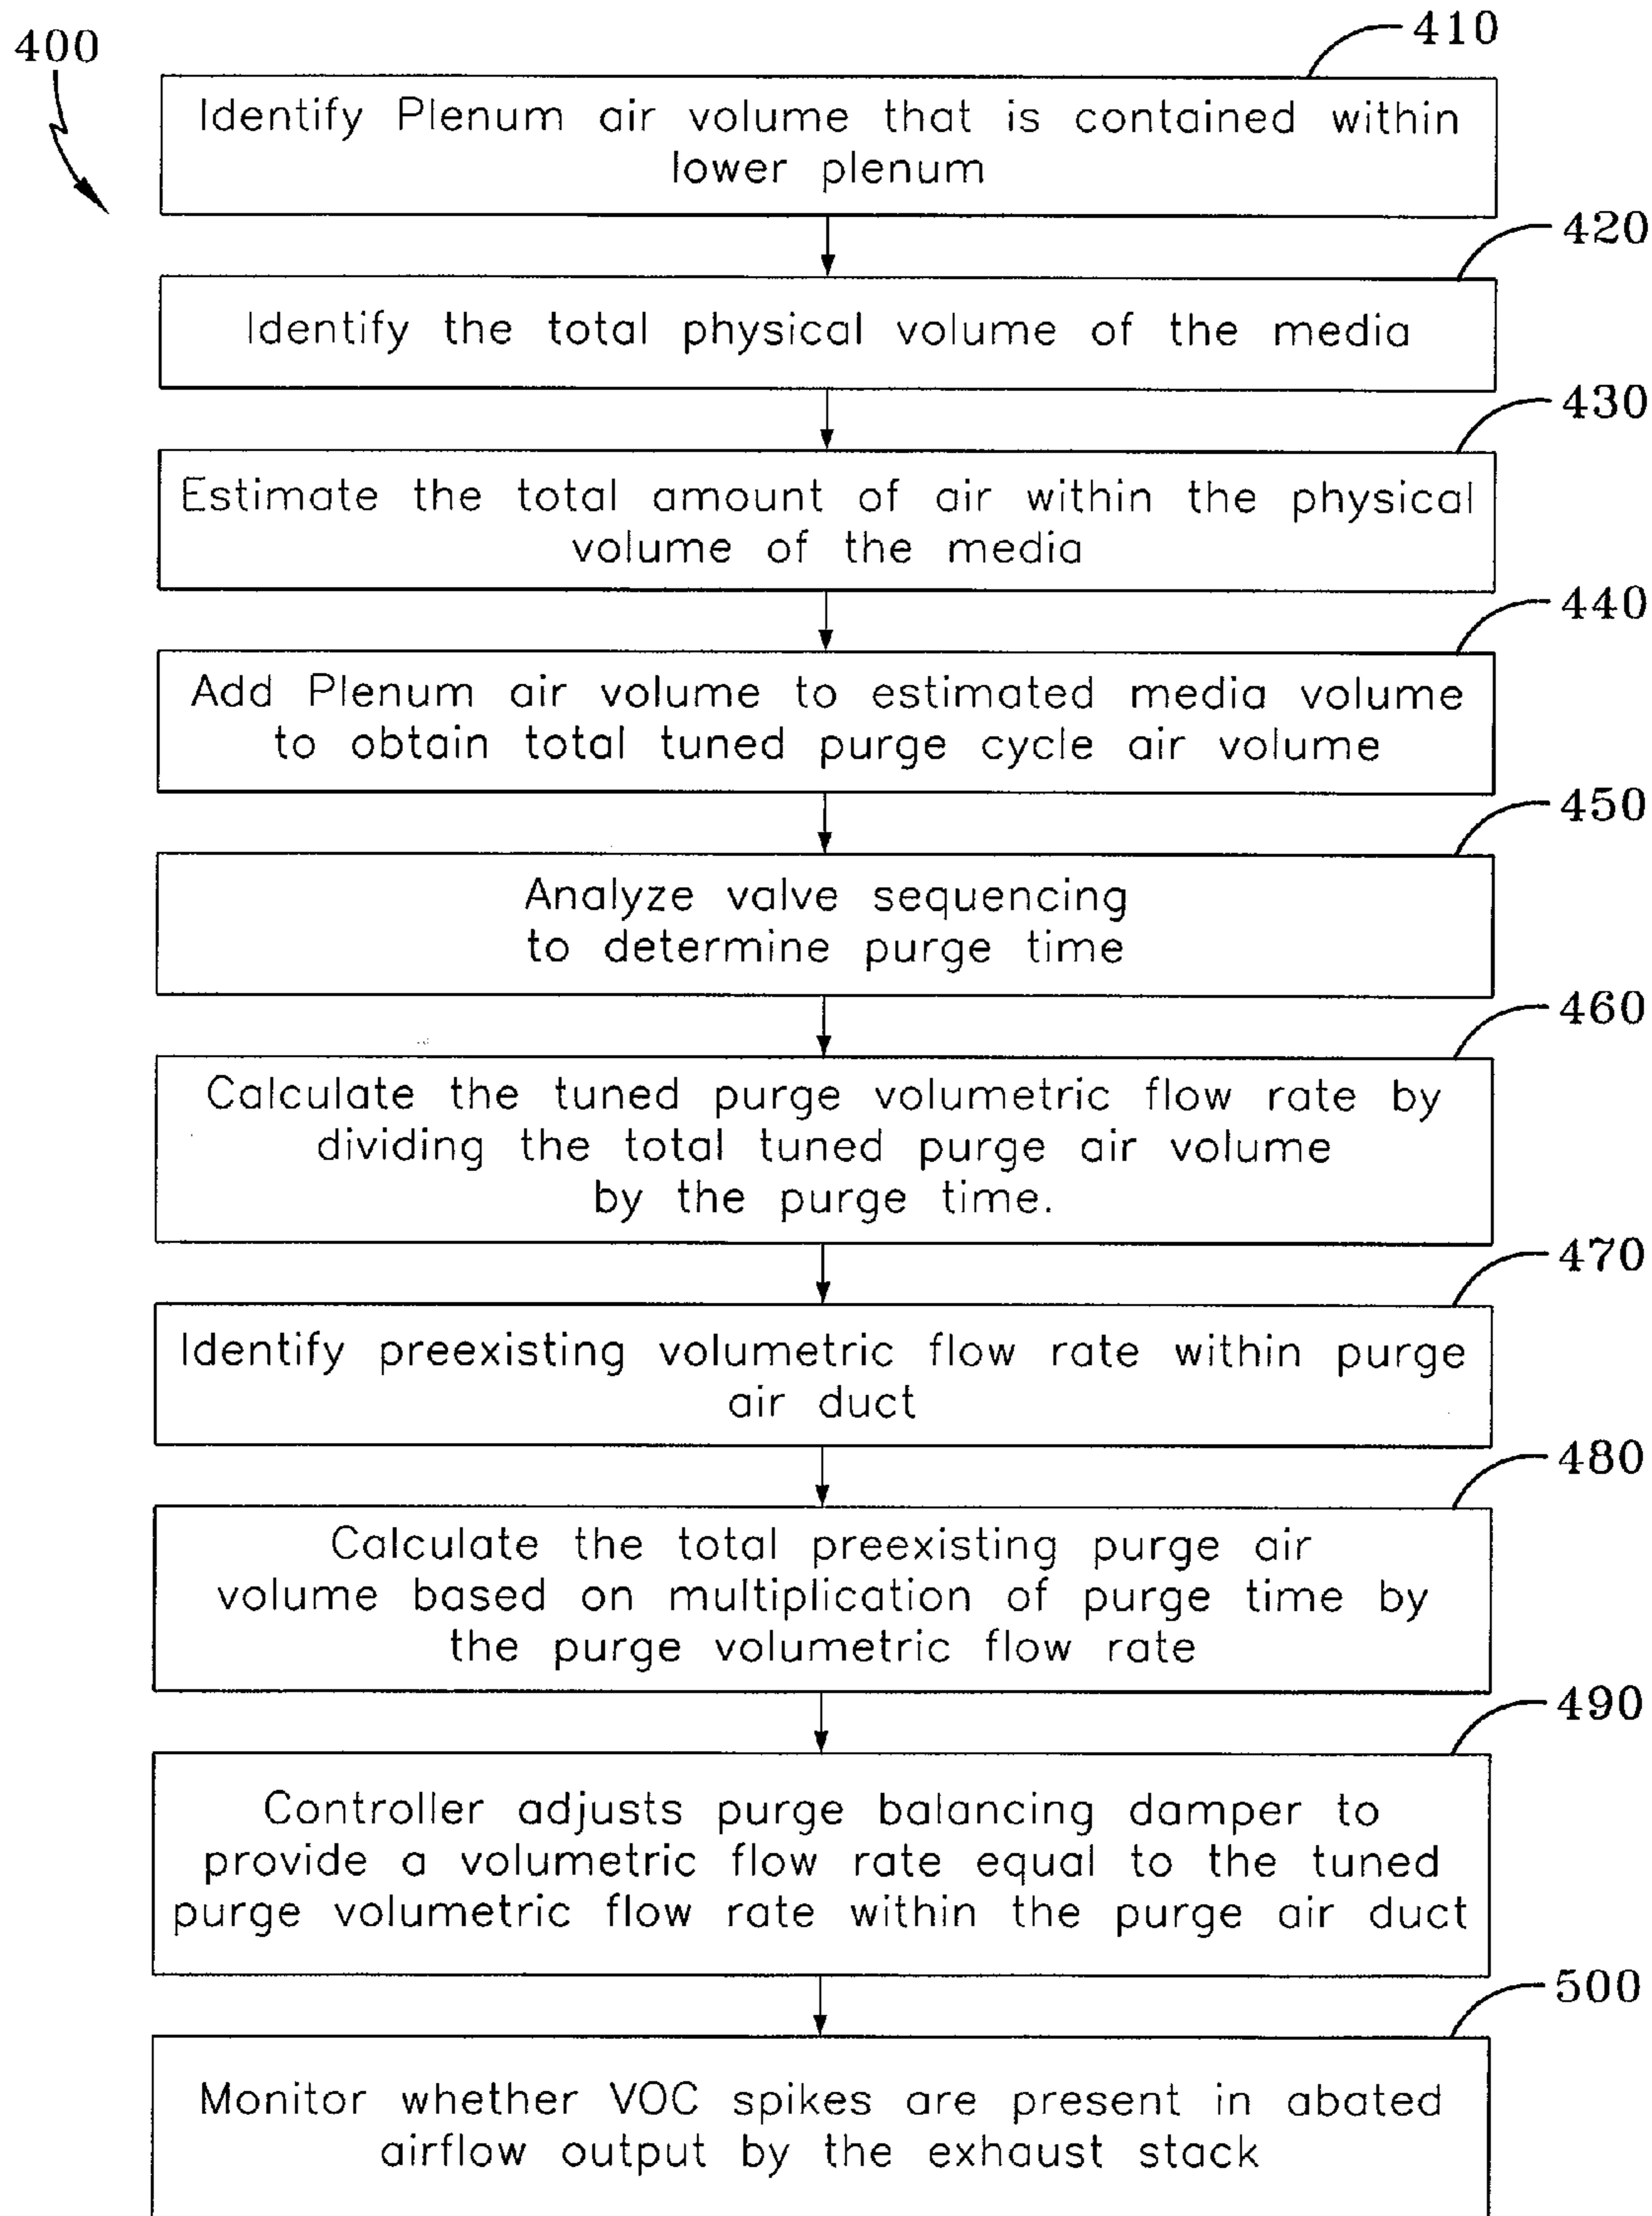 400
410
Identify Plenum air volume that is contained within
lower plenum
420
Identify the total physical volume of the media
430
Estimate the total amount of air within the physical
volume of the media
440
Add Plenum air volume to estimated media volume
to obtain total tuned purge cycle air volume
450
Analyze valve sequencing
to determine purge time
460
Calculate the tuned purge volumetric flow rate by
dividing the total tuned purge air volume
by the purge time.
470
Identify preexisting volumetric flow rate within purge
air duct
480
Calculate the total preexisting purge air
volume based on multiplication of purge time by
the purge volumetric flow rate
490
Controller adjusts purge balancing damper to
provide a volumetric flow rate equal to the tuned
purge volumetric flow rate within the purge air duct
500
Monitor whether VOC spikes are present in abated
airflow output by the exhaust stack